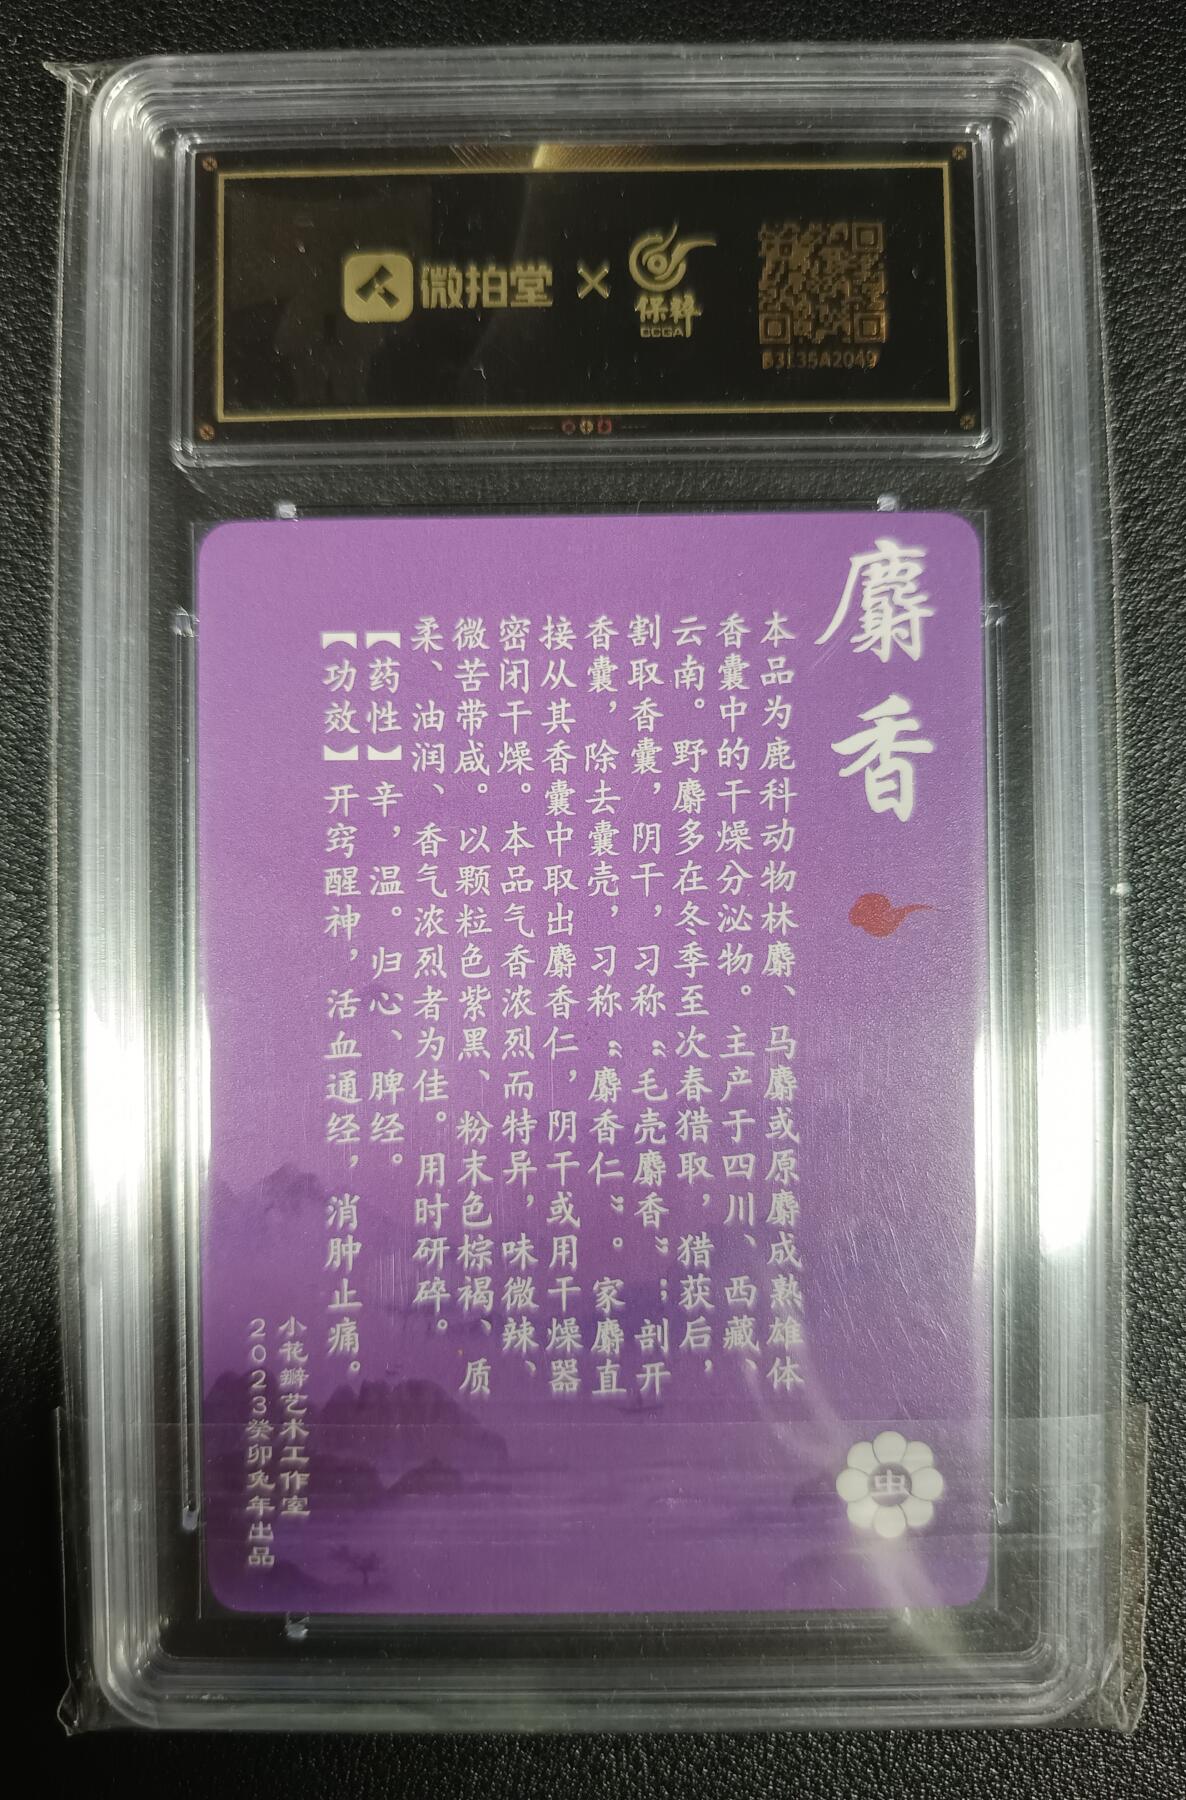 微拍堂 × 保粹
CCGA
B3135A2049
麝香
本品为鹿科动物林麝、马麝或原麝成熟雄体
香囊中的干燥分泌物。主产于四川、西藏、
云南。野麝多在冬季至次春猎取，猎获后，
割取香囊，阴干，习称“毛壳麝香”；剖开
香囊，除去囊壳，习称“麝香仁”。家麝直
接从其香囊中取出麝香仁，阴干或用干燥器
密闭干燥。本品气香浓烈而特异，味微辣、
微苦带咸。以颗粒色紫黑、粉末色棕褐、质
柔、油润、香气浓烈者为佳。用时研碎。
【药性】辛，温。归心、脾经。
【功效】开窍醒神，活血通经，消肿止痛。
小花瓣艺术工作室
2023癸卯兔年出品
虫